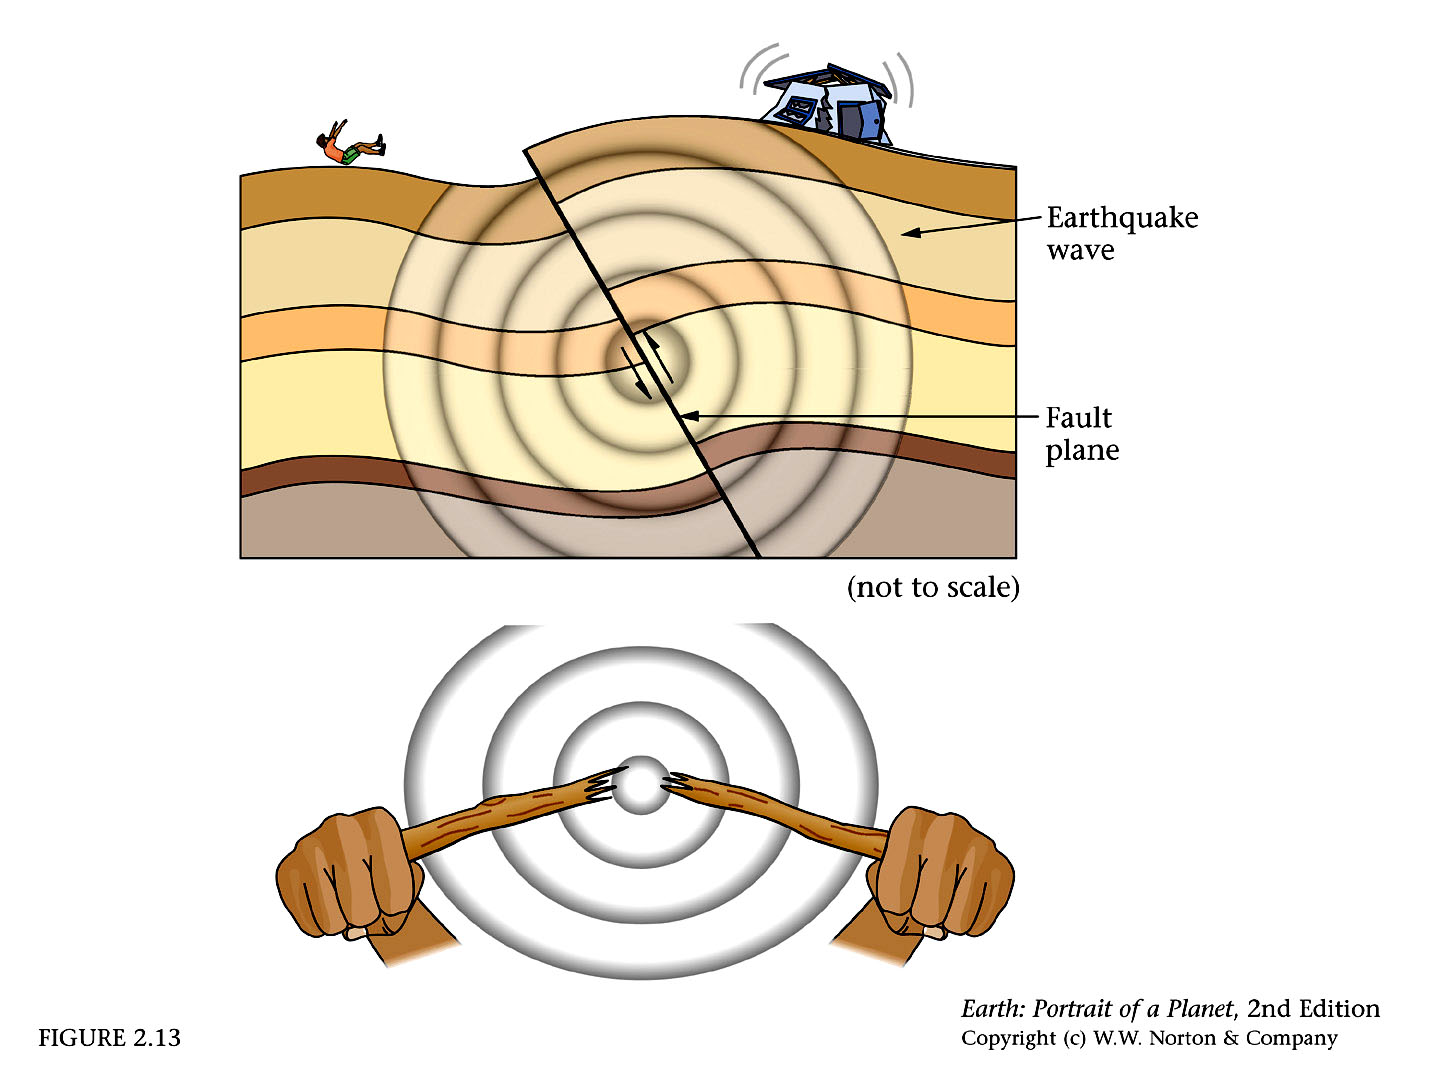 Earthquake
wave
Fault
plane
(not to scale)
Earth: Portrait of a Planet, 2nd Edition
Copyright (c) W.W. Norton & Company
FIGURE 2.13